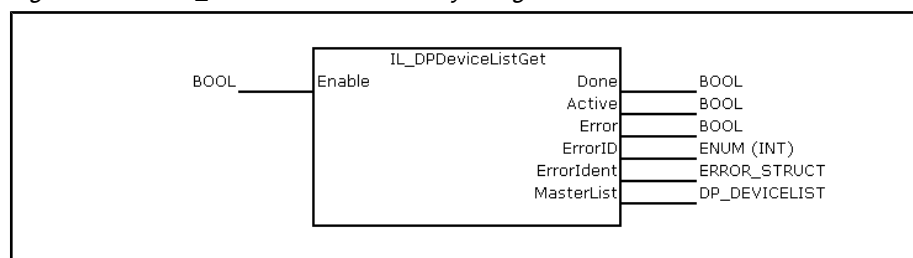 IL_DPDeviceListGet
BOOL Enable Done BOOL
Active BOOL
Error BOOL
ErrorID ENUM (INT)
ErrorIdent ERROR_STRUCT
MasterList DP_DEVICELIST